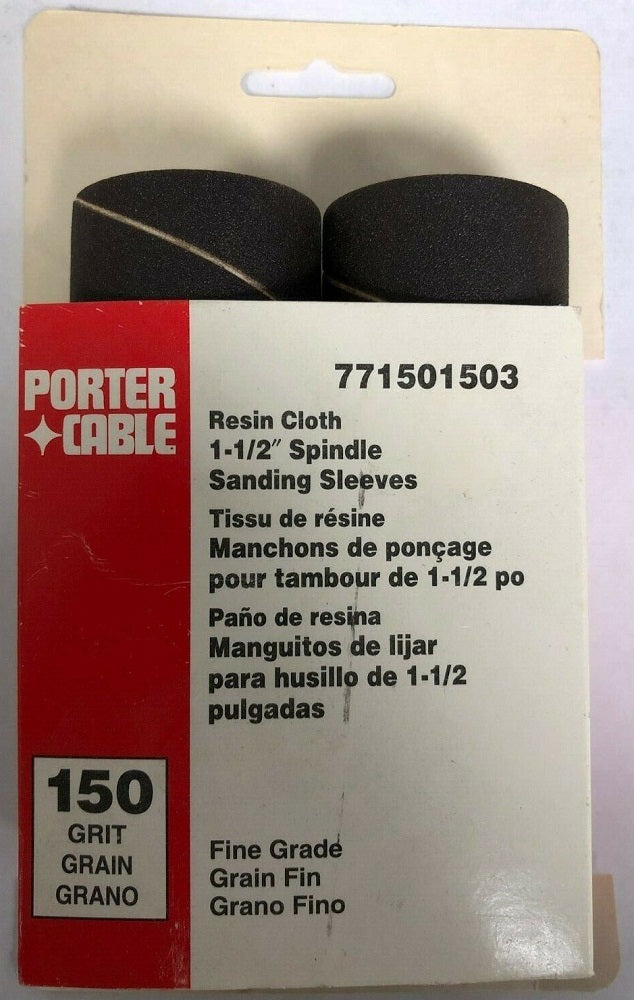 PORTER
CABLE
771501503
Resin Cloth
1-1/2″ Spindle
Sanding Sleeves
Tissu de résine
Manchons de ponçage
pour tambour de 1-1/2 po
Paño de resina
Manguitos de lijar
para husillo de 1-1/2
pulgadas
150
GRIT
GRAIN
GRANO
Fine Grade
Grain Fin
Grano Fino